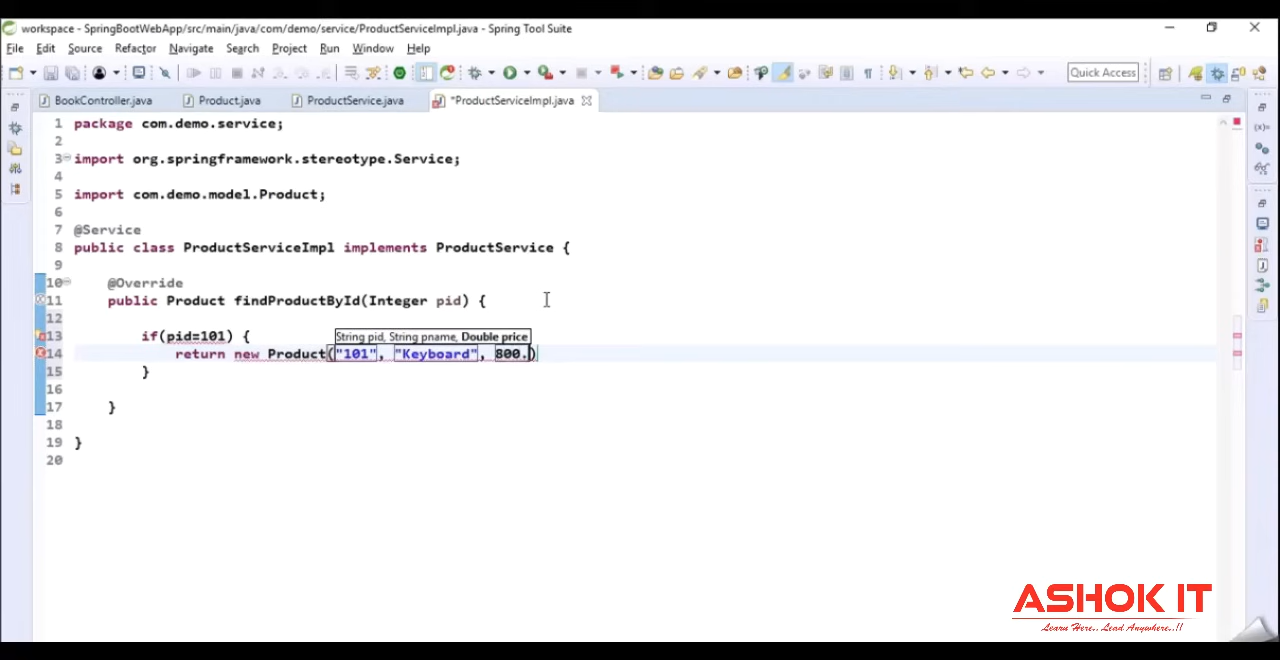 workspace - SpringBootWebApp/src/main/java/com/demo/service/ProductServiceImpl.java - Spring Tool Suite
File Edit Source Refactor Navigate Search Project Run Window Help
Quick Access
BookController.java Product.java ProductService.java *ProductServiceImpl.java
1 package com.demo.service;
2
3 import org.springframework.stereotype.Service;
4
5 import com.demo.model.Product;
6
7 @Service
8 public class ProductServiceImpl implements ProductService {
9
10 @Override
11 public Product findProductById(Integer pid) {
12
13 if(pid=101) {
String pid, String pname, Double price
14 return new Product("101", "Keyboard", 800.)
15 }
16
17 }
18
19 }
20
ASHOK IT
Learn Here.. Lead Anywhere..!!